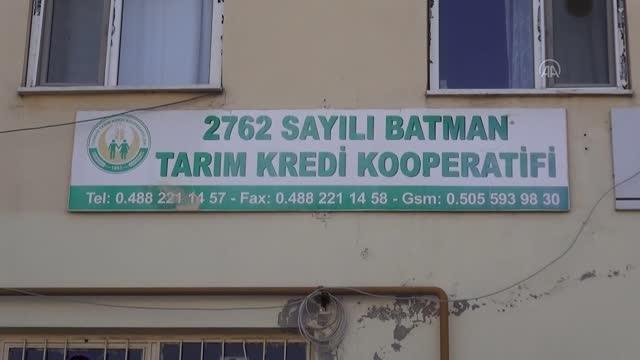 AA
2762 SAYILI BATMAN
TARIM KREDİ KOOPERATİFİ
Tel: 0.488 221 14 57 - Fax: 0.488 221 14 58 - Gsm: 0.505 593 98 30